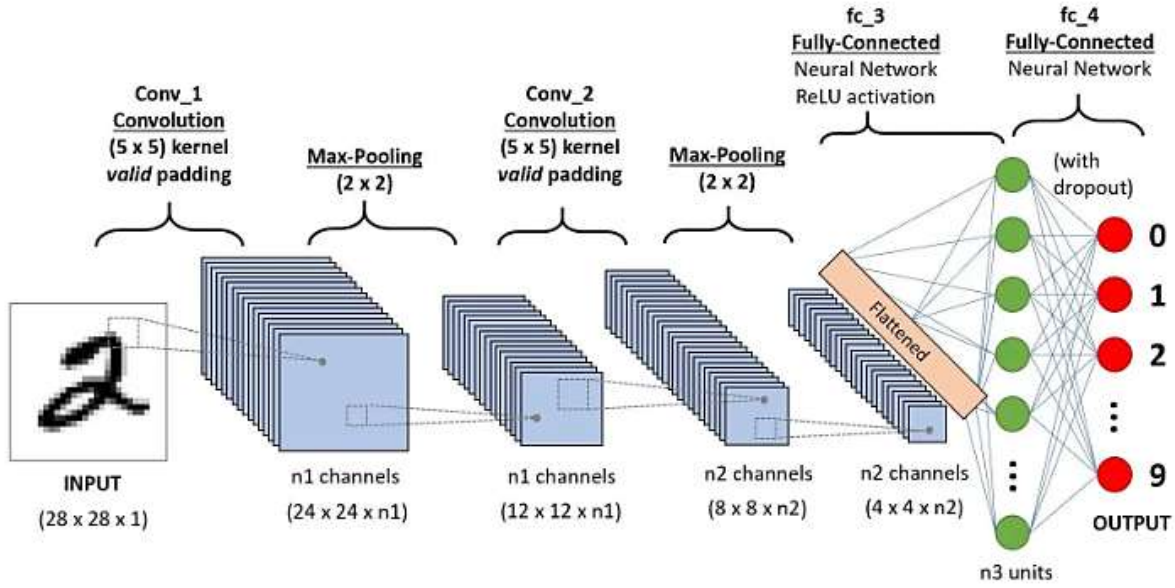 fc_3
Fully-Connected
Neural Network
ReLU activation
fc_4
Fully-Connected
Neural Network
Conv_1
Convolution
(5 x 5) kernel
valid padding
Max-Pooling
(2 x 2)
Conv_2
Convolution
(5 x 5) kernel
valid padding
Max-Pooling
(2 x 2)
(with
dropout)
Flattened
0
1
2
...
9
...
INPUT
(28 x 28 x 1)
n1 channels
(24 x 24 x n1)
n1 channels
(12 x 12 x n1)
n2 channels
(8 x 8 x n2)
n2 channels
(4 x 4 x n2)
OUTPUT
n3 units